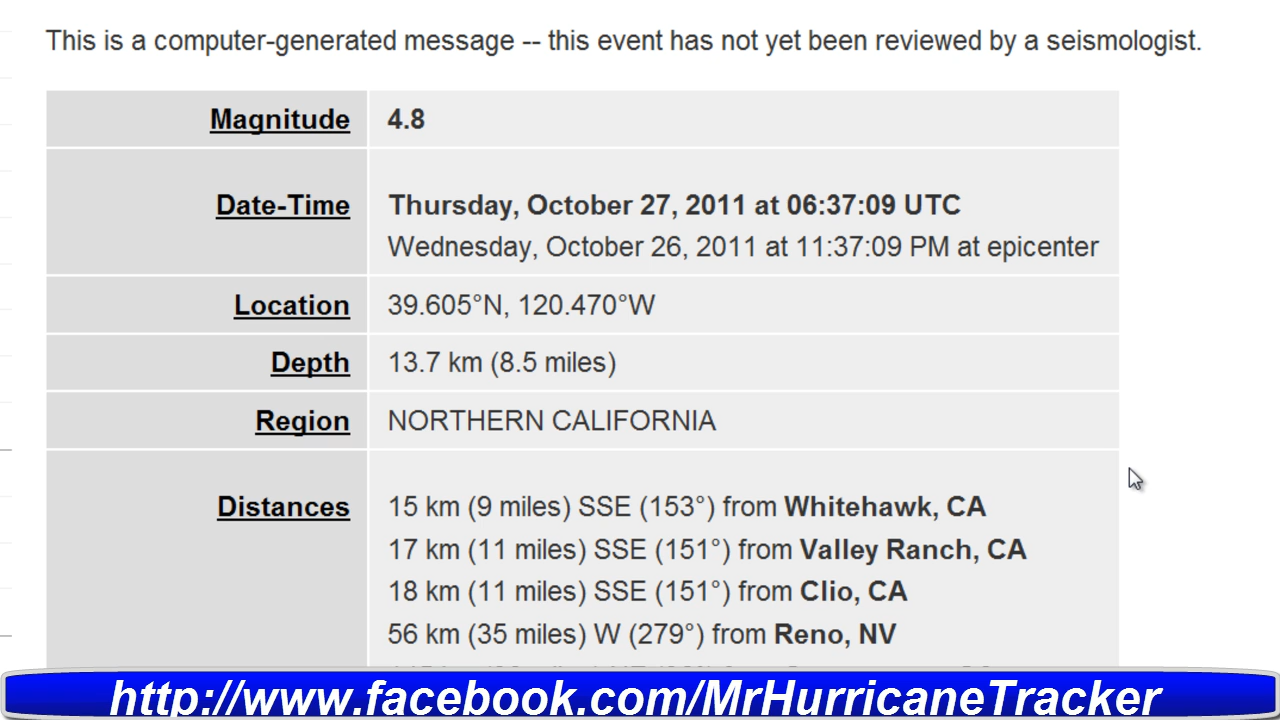 This is a computer-generated message -- this event has not yet been reviewed by a seismologist.
Magnitude 4.8
Date-Time Thursday, October 27, 2011 at 06:37:09 UTC
Wednesday, October 26, 2011 at 11:37:09 PM at epicenter
Location 39.605°N, 120.470°W
Depth 13.7 km (8.5 miles)
Region NORTHERN CALIFORNIA
Distances 15 km (9 miles) SSE (153°) from Whitehawk, CA
17 km (11 miles) SSE (151°) from Valley Ranch, CA
18 km (11 miles) SSE (151°) from Clio, CA
56 km (35 miles) W (279°) from Reno, NV
http://www.facebook.com/MrHurricaneTracker